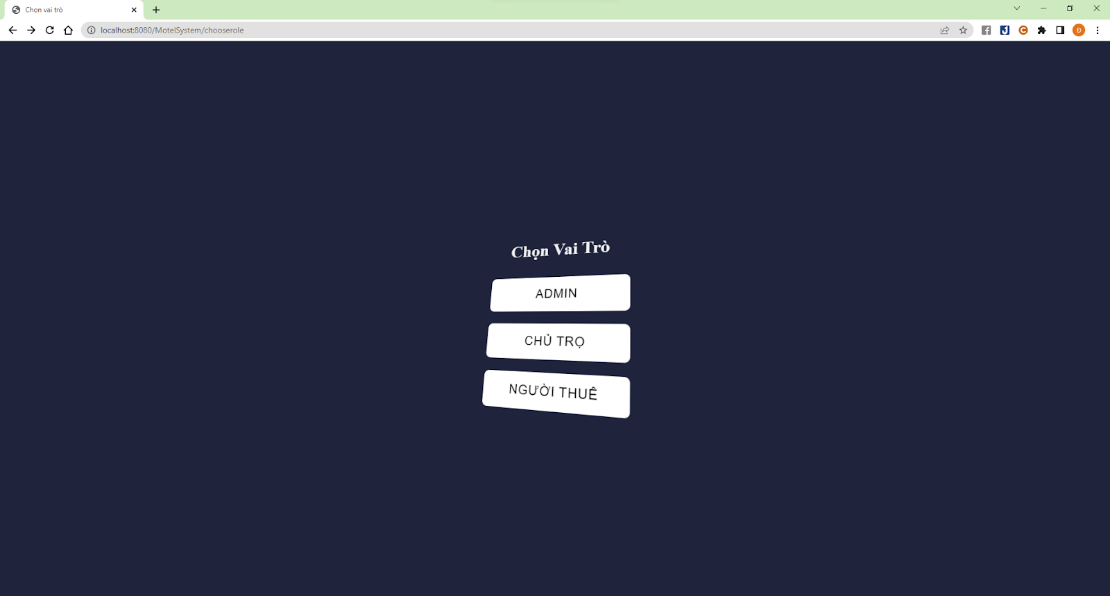 Chọn vai trò
localhost:8080/MotelSystem/chooserole
D
Chọn Vai Trò
ADMIN
CHỦ TRỌ
NGƯỜI THUÊ